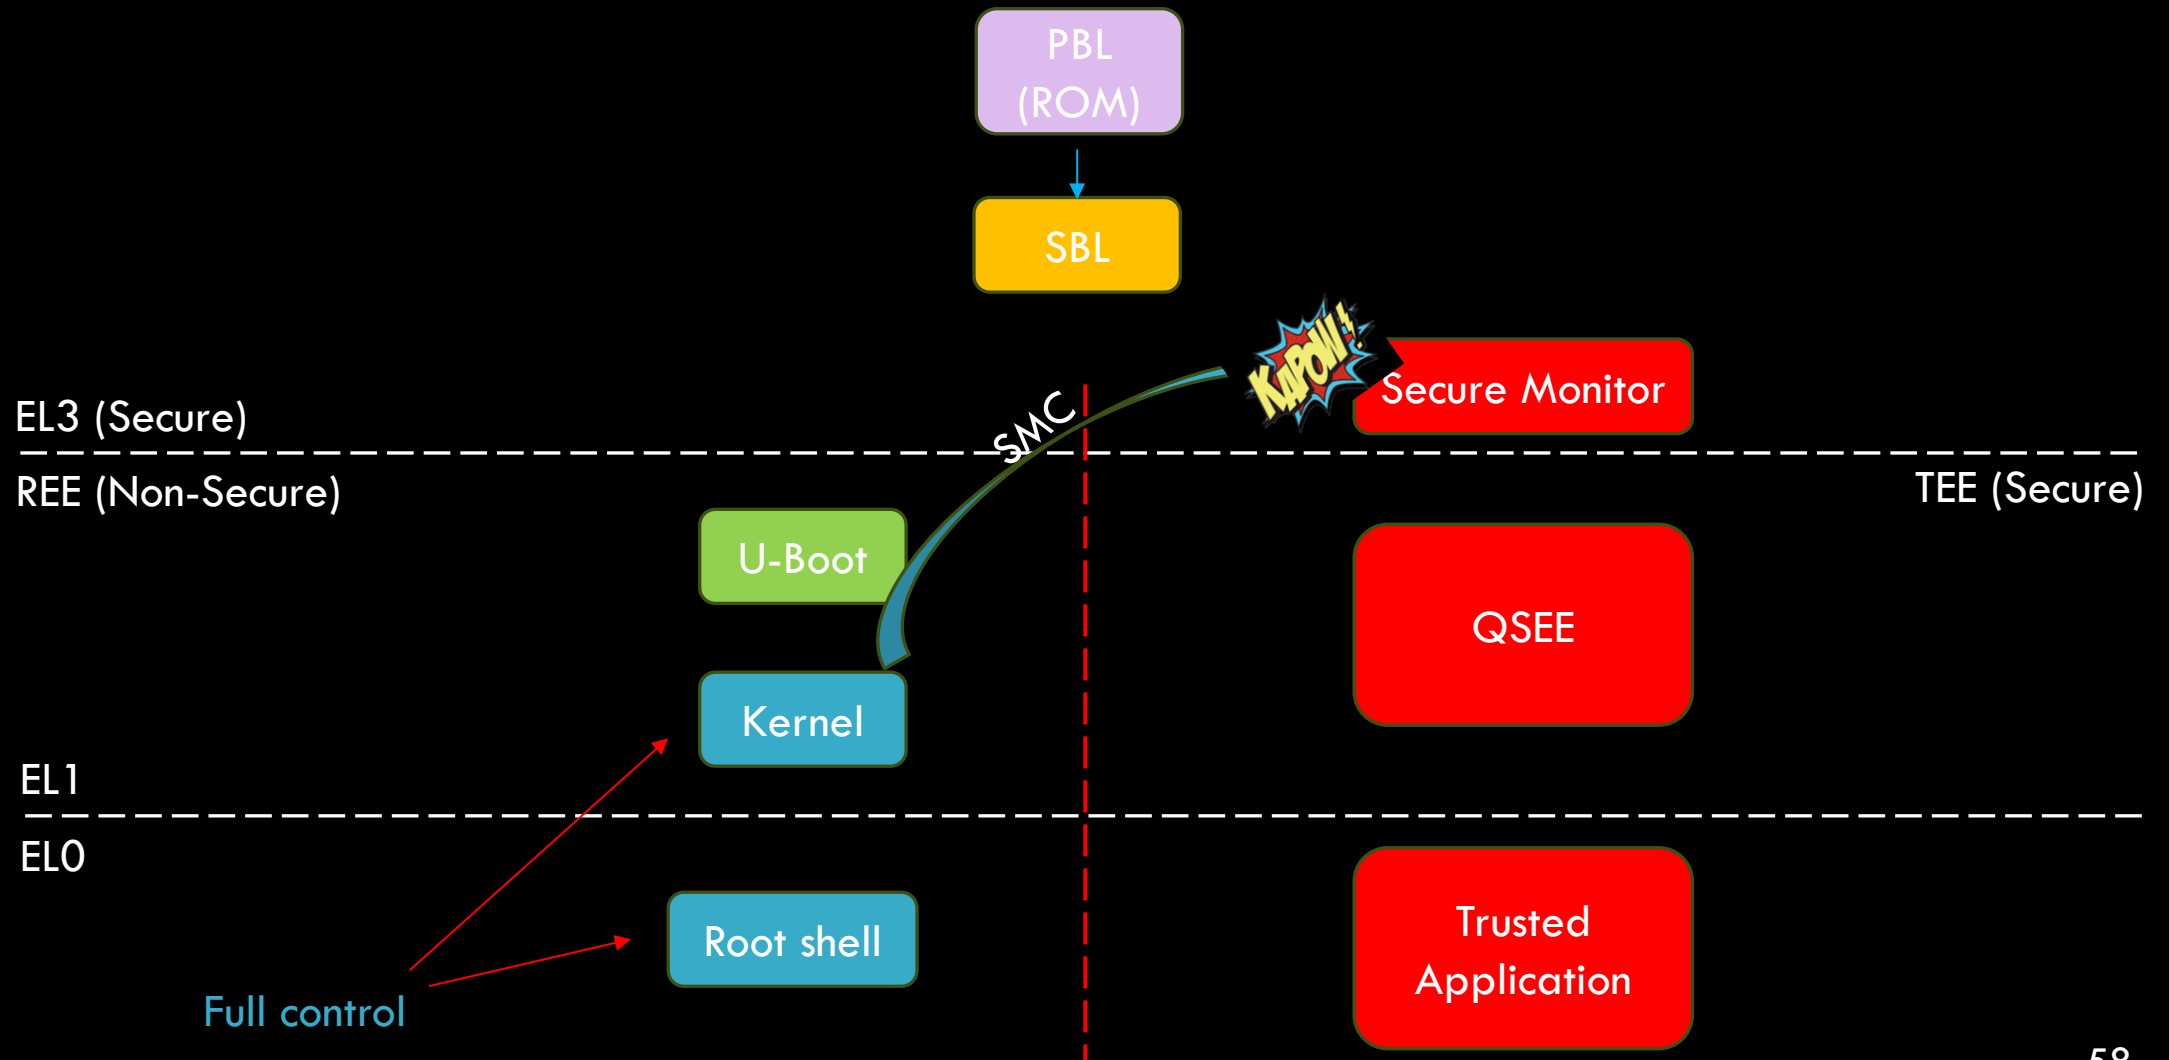 PBL
(ROM)
SBL
KAPOW!
Secure Monitor
SMC
EL3 (Secure)
REE (Non-Secure)
TEE (Secure)
U-Boot
QSEE
Kernel
EL1
EL0
Root shell
Trusted
Application
Full control